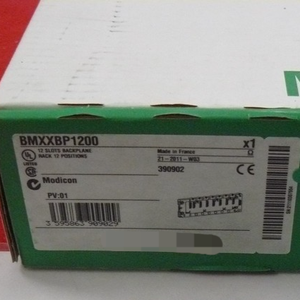 BMXXBP1200
x1
12 SLOTS BACKPLANE
RACK 12 POSITIONS
Made in France
21-2011-W03
390902
Modicon
PV:01